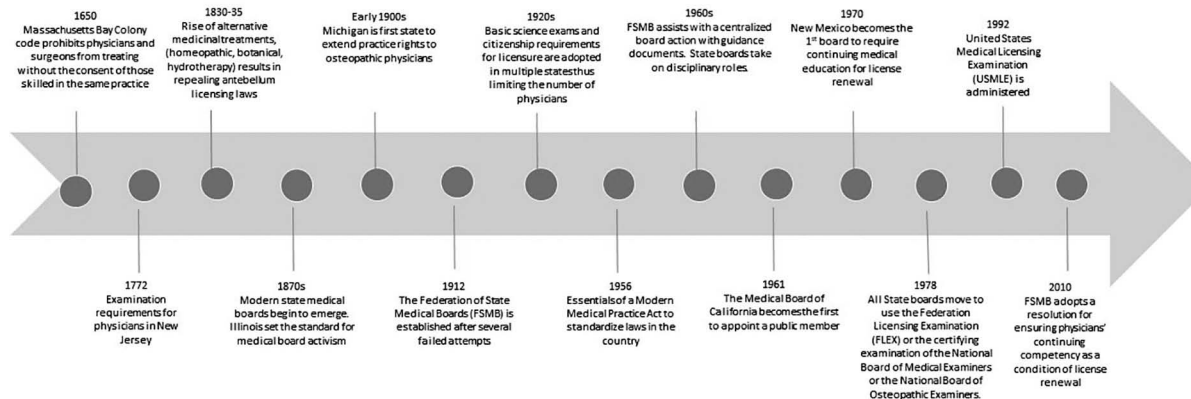 1650
Massachusetts Bay Colony
code prohibits physicians and
surgeons from treating
without the consent of those
skilled in the same practice
1830-35
Rise of alternative
medicinal treatments,
(homeopathic, botanical,
hydrotherapy) results in
repealing antebellum
licensing laws
Early 1900s
Michigan is first state to
extend practice rights to
osteopathic physicians
1920s
Basic science exams and
citizenship requirements
for licensure are adopted
in multiple states thus
limiting the number of
physicians
1960s
FSMB assists with a centralized
board action with guidance
documents. State boards take
on disciplinary roles.
1970
New Mexico becomes the
1st board to require
continuing medical
education for license
renewal
1992
United States
Medical Licensing
Examination
(USMLE) is
administered
1772
Examination
requirements for
physicians in New
Jersey
1870s
Modern state medical
boards begin to emerge.
Illinois set the standard for
medical board activism
1912
The Federation of State
Medical Boards (FSMB) is
established after several
failed attempts
1956
Essentials of a Modern
Medical Practice Act to
standardize laws in the
country
1961
The Medical Board of
California becomes the first
to appoint a public member
1978
All State boards move to
use the Federation
Licensing Examination
(FLEX) or the certifying
examination of the National
Board of Medical Examiners
or the National Board of
Osteopathic Examiners.
2010
FSMB adopts a
resolution for
ensuring physicians'
continuing
competency as a
condition of license
renewal